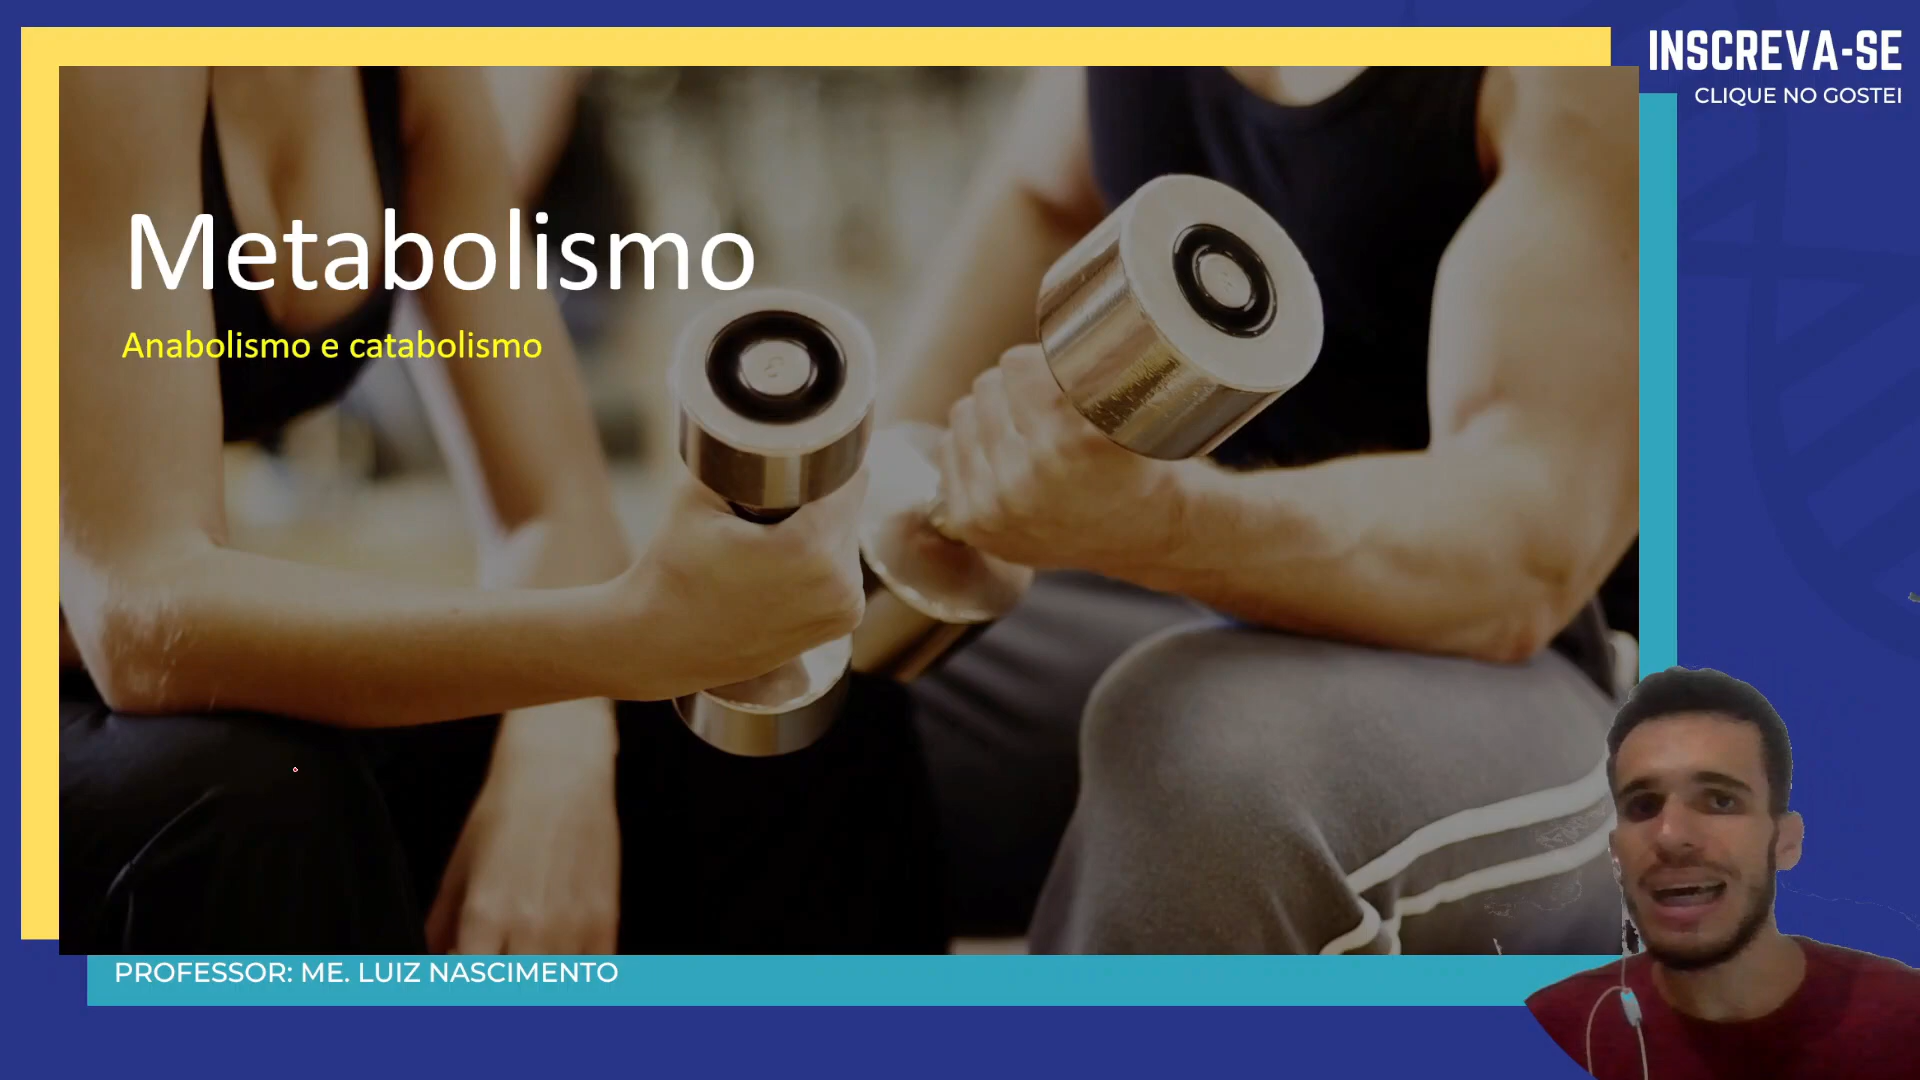 INSCREVA-SE
CLIQUE NO GOSTEI
Metabolismo
Anabolismo e catabolismo
PROFESSOR: ME. LUIZ NASCIMENTO